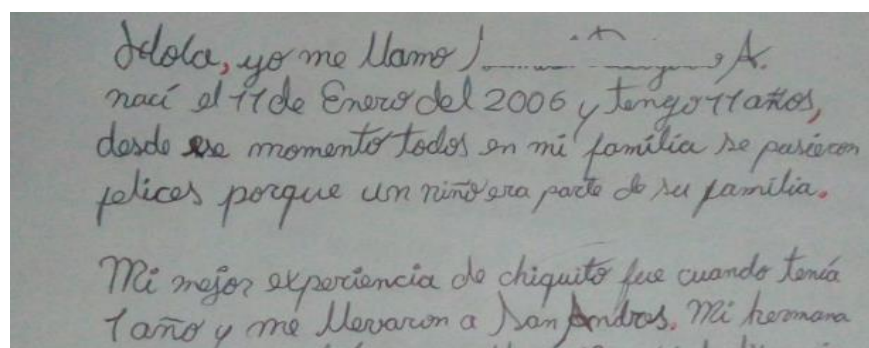 Hola, yo me llamo J A.
nací el 11 de Enero del 2006 y tengo 11 años,
desde ese momento todos en mi família se pusieron
felices porque un niño era parte de su familia.
Mi mejor experiencia de chiquito fue cuando tenía
1 año y me llevaron a San Andres. Mi hermana